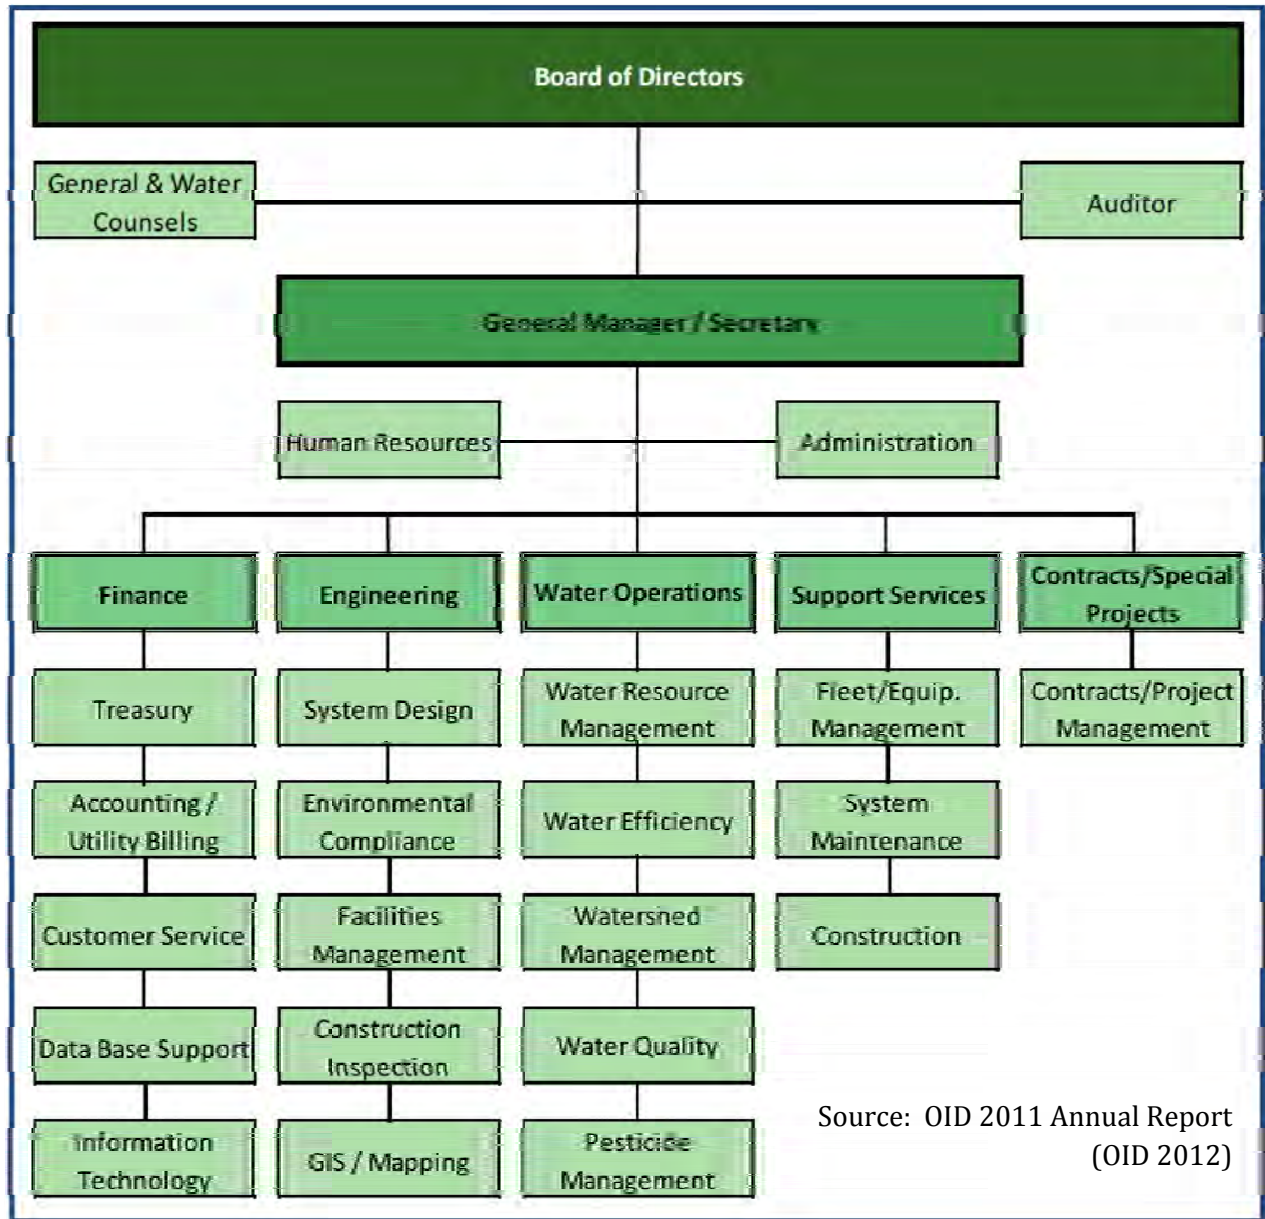 Board of Directors
General & Water
Counsels
Auditor
General Manager / Secretary
Human Resources
Administration
Finance
Engineering
Water Operations
Support Services
Contracts/Special
Projects
Treasury
System Design
Water Resource
Management
Fleet/Equip.
Management
Contracts/Project
Management
Accounting /
Utility Billing
Environmental
Compliance
Water Efficiency
System
Maintenance
Customer Service
Facilities
Management
Watershed
Management
Construction
Data Base Support
Construction
Inspection
Water Quality
Information
Technology
GIS / Mapping
Pesticide
Management
Source: OID 2011 Annual Report
(OID 2012)